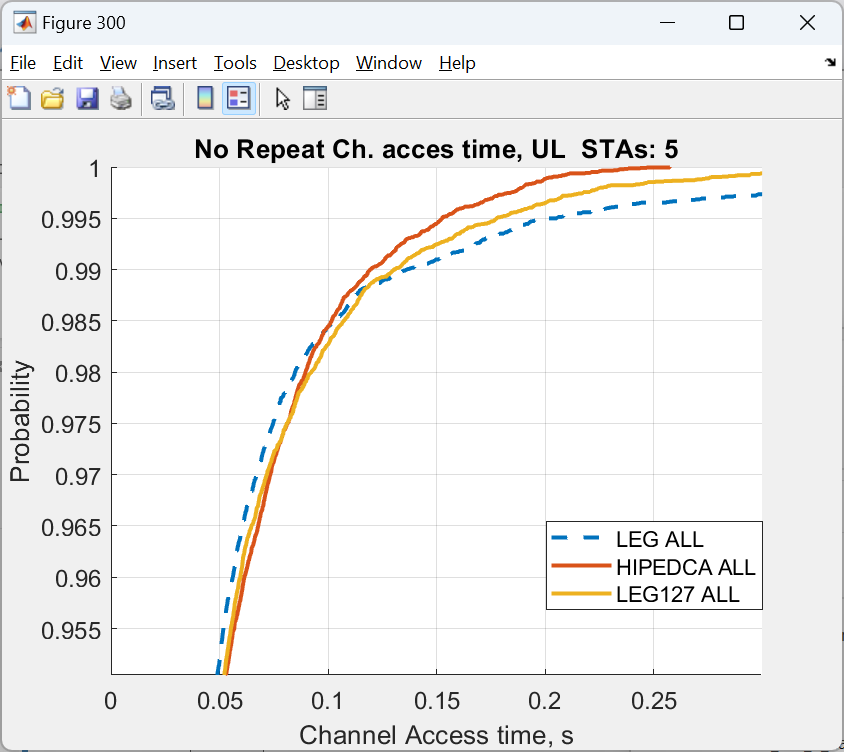 Figure 300
File Edit View Insert Tools Desktop Window Help
No Repeat Ch. acces time, UL  STAs: 5
1
0.995
0.99
0.985
0.98
0.975
0.97
0.965
0.96
0.955
Probability
LEG ALL
HIPEDCA ALL
LEG127 ALL
0 0.05 0.1 0.15 0.2 0.25
Channel Access time, s